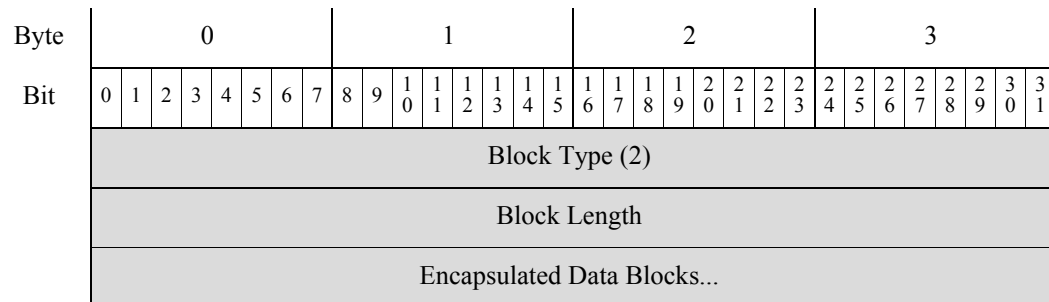 Byte 0 1 2 3
Bit 0 1 2 3 4 5 6 7 8 9 10 11 12 13 14 15 16 17 18 19 20 21 22 23 24 25 26 27 28 29 30 31
Block Type (2)
Block Length
Encapsulated Data Blocks...